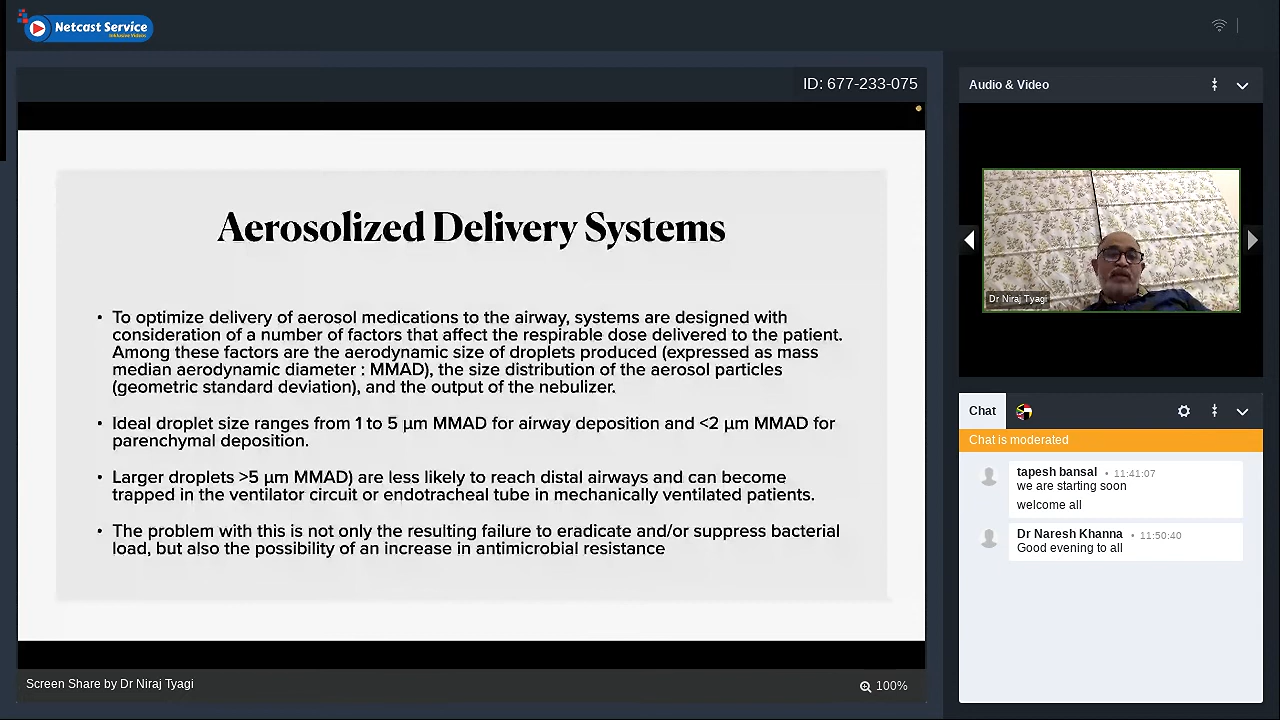 Netcast Service
Inklusive Videos
ID: 677-233-075
Aerosolized Delivery Systems
• To optimize delivery of aerosol medications to the airway, systems are designed with
consideration of a number of factors that affect the respirable dose delivered to the patient.
Among these factors are the aerodynamic size of droplets produced (expressed as mass
median aerodynamic diameter : MMAD), the size distribution of the aerosol particles
(geometric standard deviation), and the output of the nebulizer.
• Ideal droplet size ranges from 1 to 5 µm MMAD for airway deposition and <2 µm MMAD for
parenchymal deposition.
• Larger droplets >5 µm MMAD) are less likely to reach distal airways and can become
trapped in the ventilator circuit or endotracheal tube in mechanically ventilated patients.
• The problem with this is not only the resulting failure to eradicate and/or suppress bacterial
load, but also the possibility of an increase in antimicrobial resistance
Screen Share by Dr Niraj Tyagi
100%
Audio & Video
Dr Niraj Tyagi
Chat
Chat is moderated
tapesh bansal • 11:41:07
we are starting soon
welcome all
Dr Naresh Khanna • 11:50:40
Good evening to all